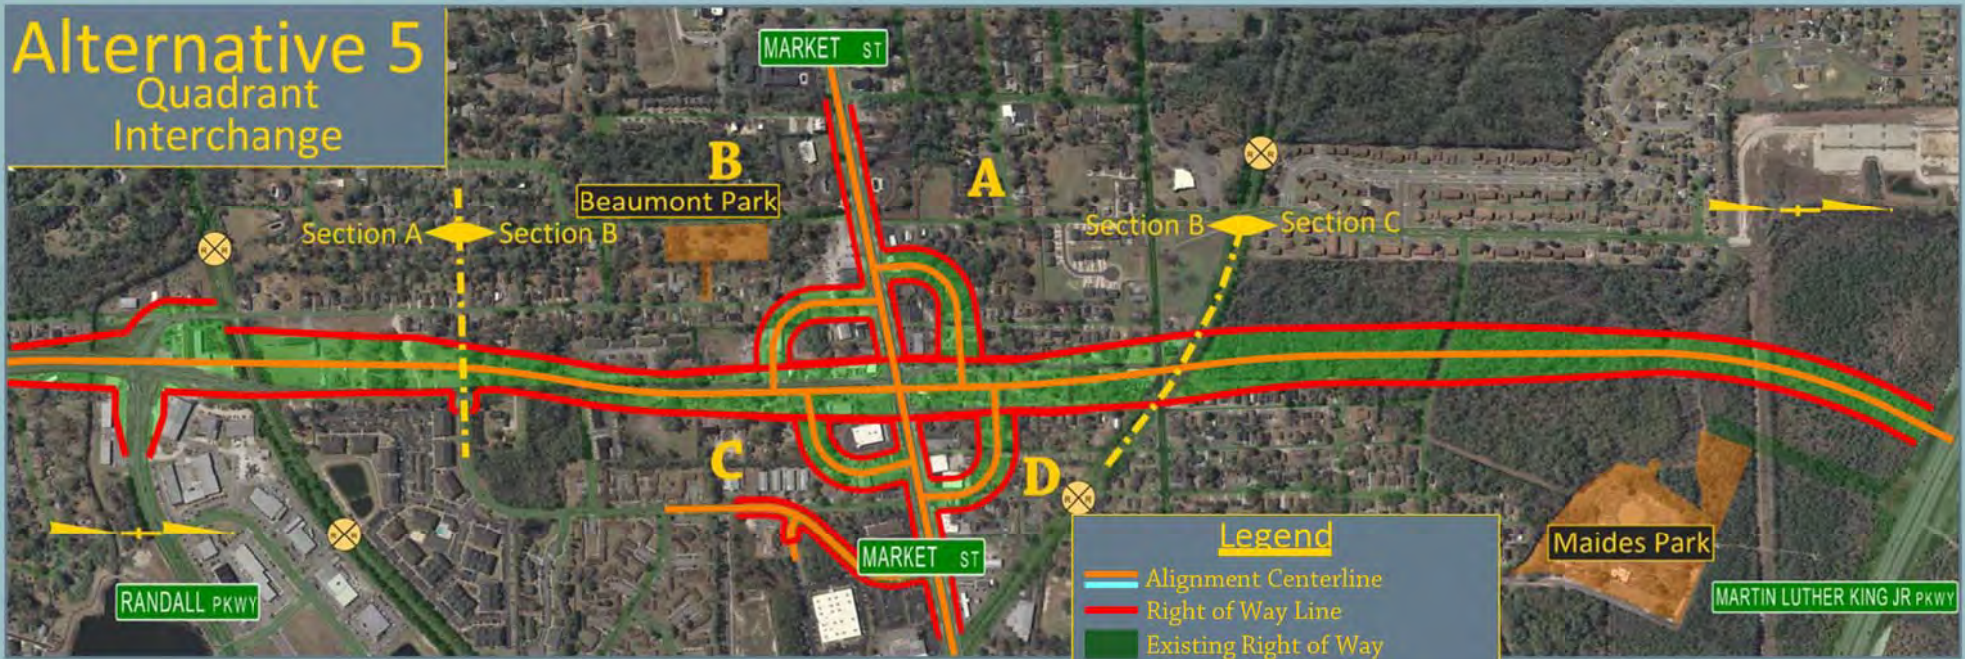 Alternative 5
Quadrant
Interchange
MARKET ST
B
A
Beaumont Park
Section A
Section B
Section B
Section C
C
D
MARKET ST
RANDALL PKWY
Maides Park
MARTIN LUTHER KING JR PKWY
Legend
Alignment Centerline
Right of Way Line
Existing Right of Way
R R
R R
R R
R R